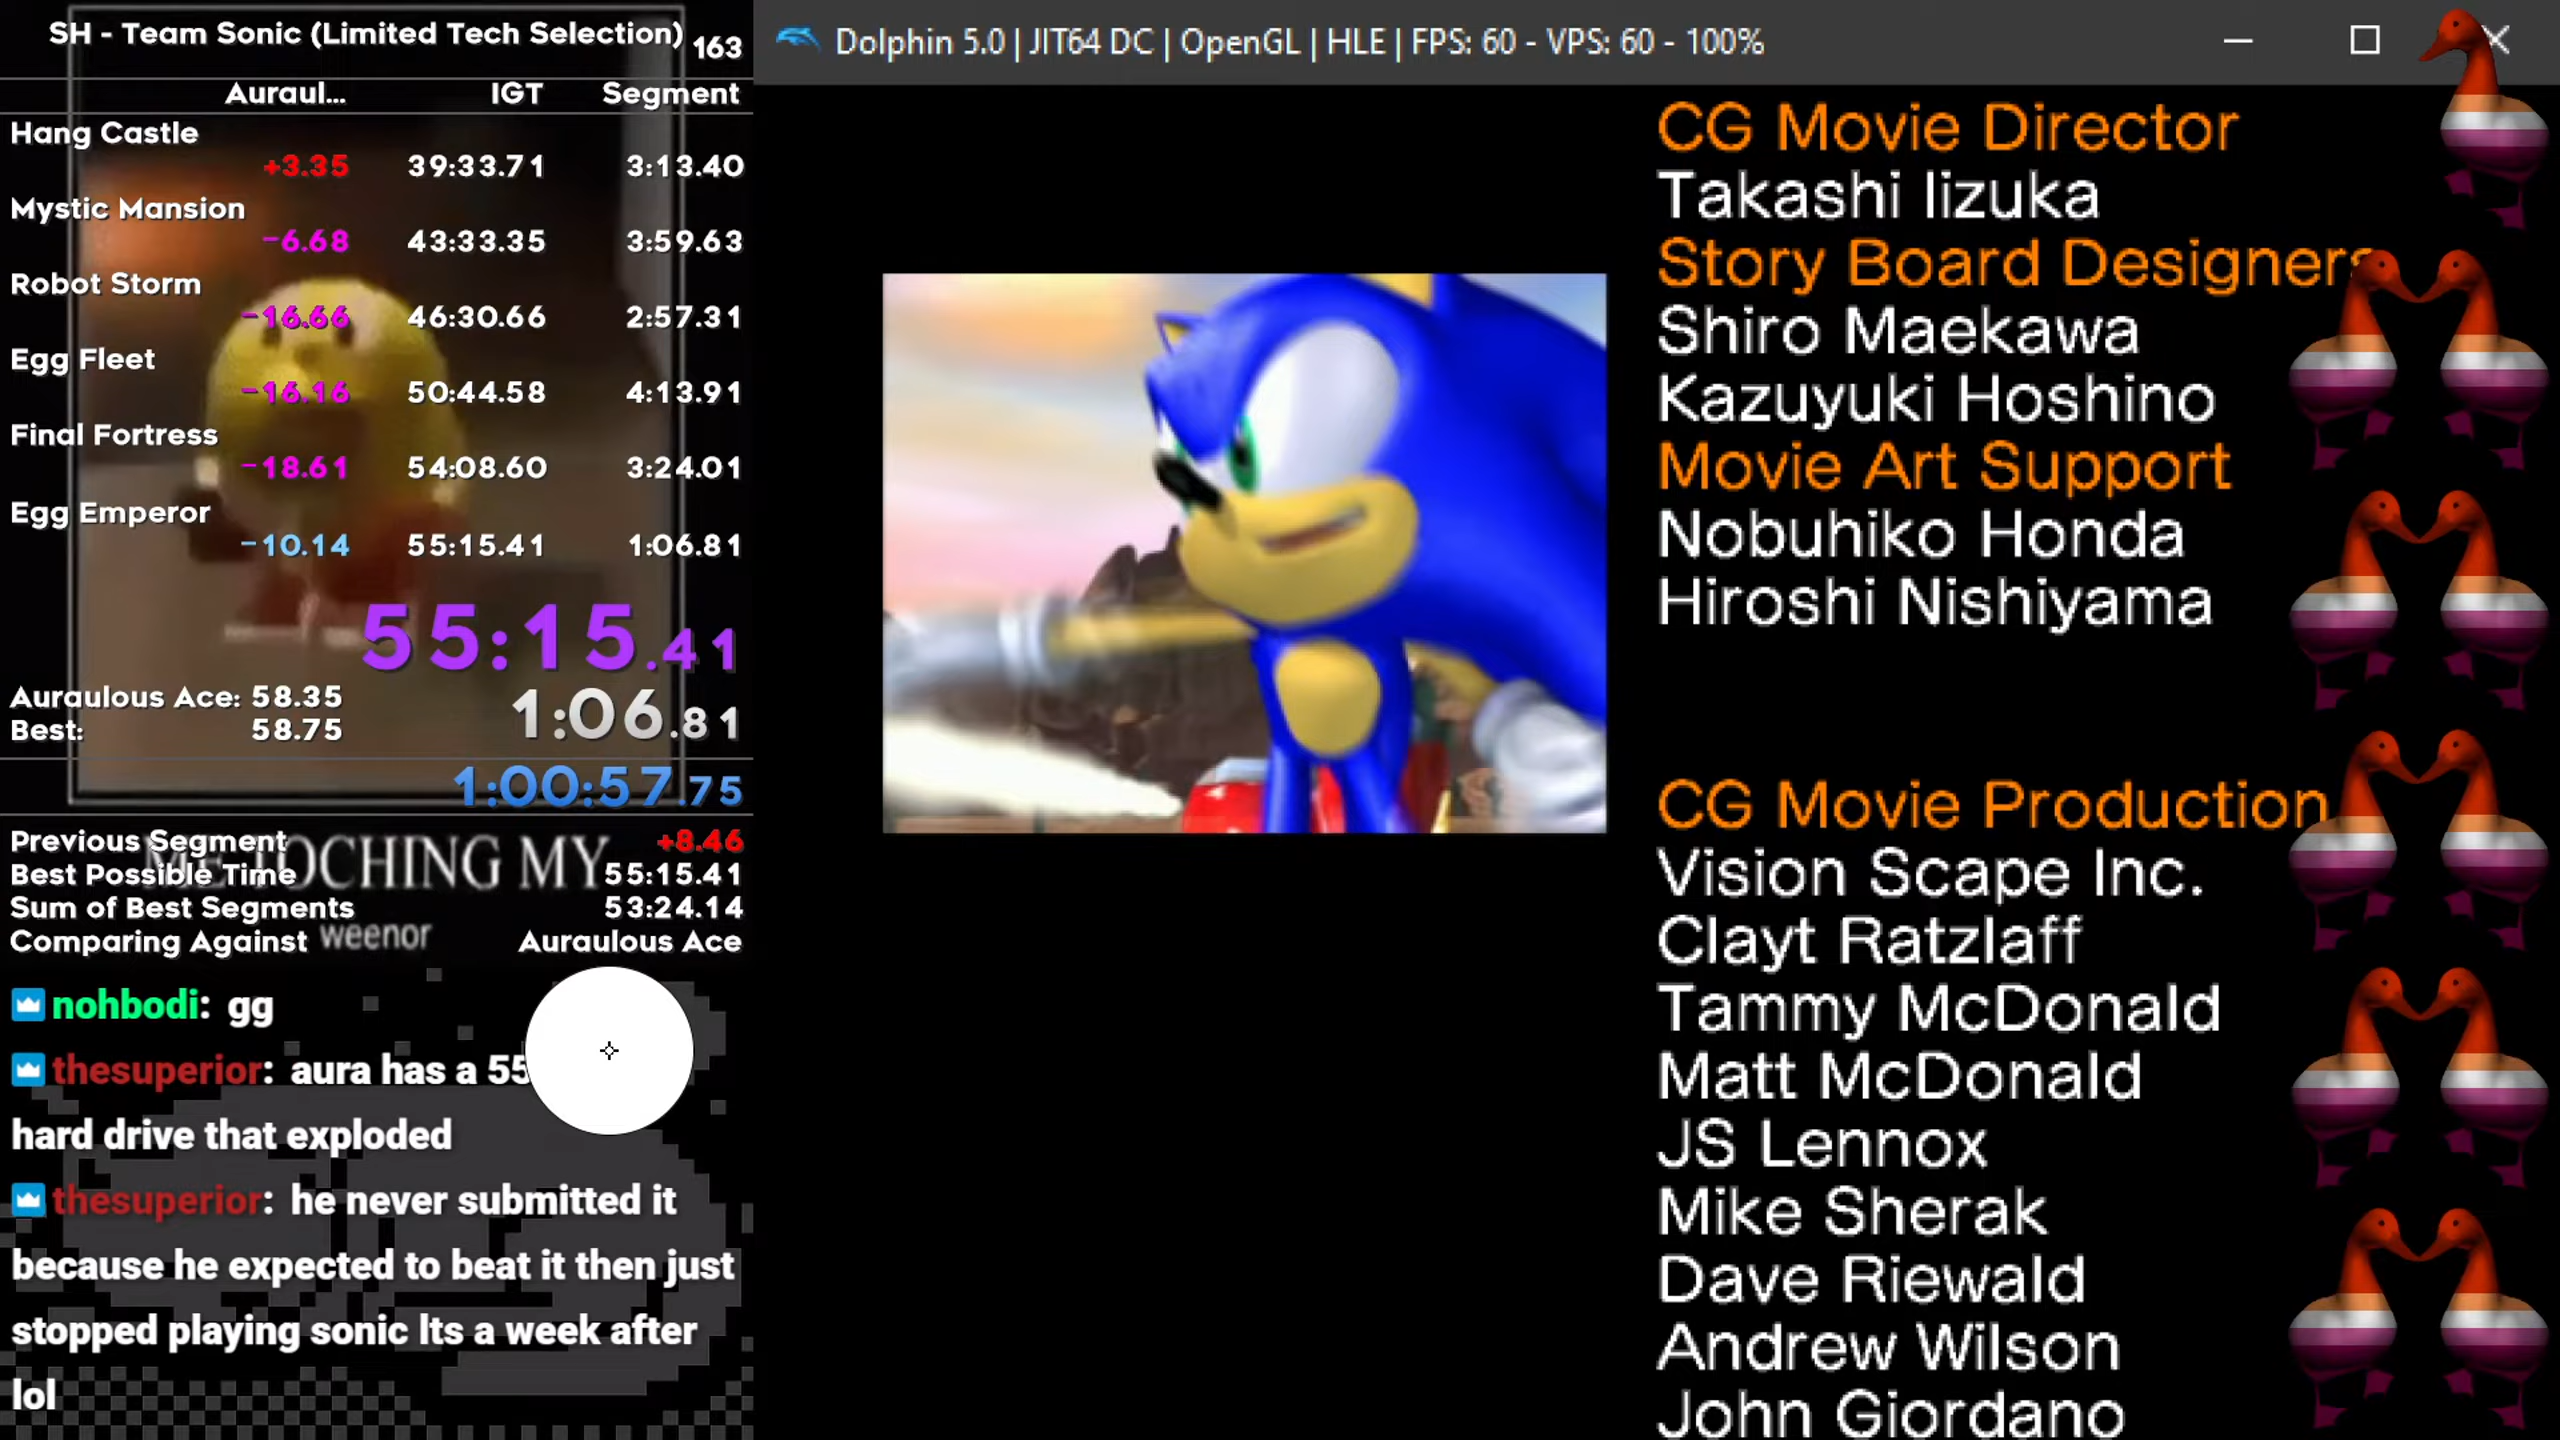 SH - Team Sonic (Limited Tech Selection) 163
Auraul... IGT Segment
Hang Castle
+3.35 39:33.71 3:13.40
Mystic Mansion
-6.68 43:33.35 3:59.63
Robot Storm
-16.66 46:30.66 2:57.31
Egg Fleet
-16.16 50:44.58 4:13.91
Final Fortress
-18.61 54:08.60 3:24.01
Egg Emperor
-10.14 55:15.41 1:06.81
55:15.41
Auraulous Ace: 58.35
Best: 58.75
1:06.81
1:00:57.75
Previous Segment +8.46
Best Possible Time 55:15.41
Sum of Best Segments 53:24.14
Comparing Against Auraulous Ace
TOCHING MY
weenor
nohbodi: gg
thesuperior: aura has a 55
hard drive that exploded
thesuperior: he never submitted it
because he expected to beat it then just
stopped playing sonic lts a week after
lol
Dolphin 5.0 | JIT64 DC | OpenGL | HLE | FPS: 60 - VPS: 60 - 100%
CG Movie Director
Takashi Iizuka
Story Board Designers
Shiro Maekawa
Kazuyuki Hoshino
Movie Art Support
Nobuhiko Honda
Hiroshi Nishiyama
CG Movie Production
Vision Scape Inc.
Clayt Ratzlaff
Tammy McDonald
Matt McDonald
JS Lennox
Mike Sherak
Dave Riewald
Andrew Wilson
John Giordano